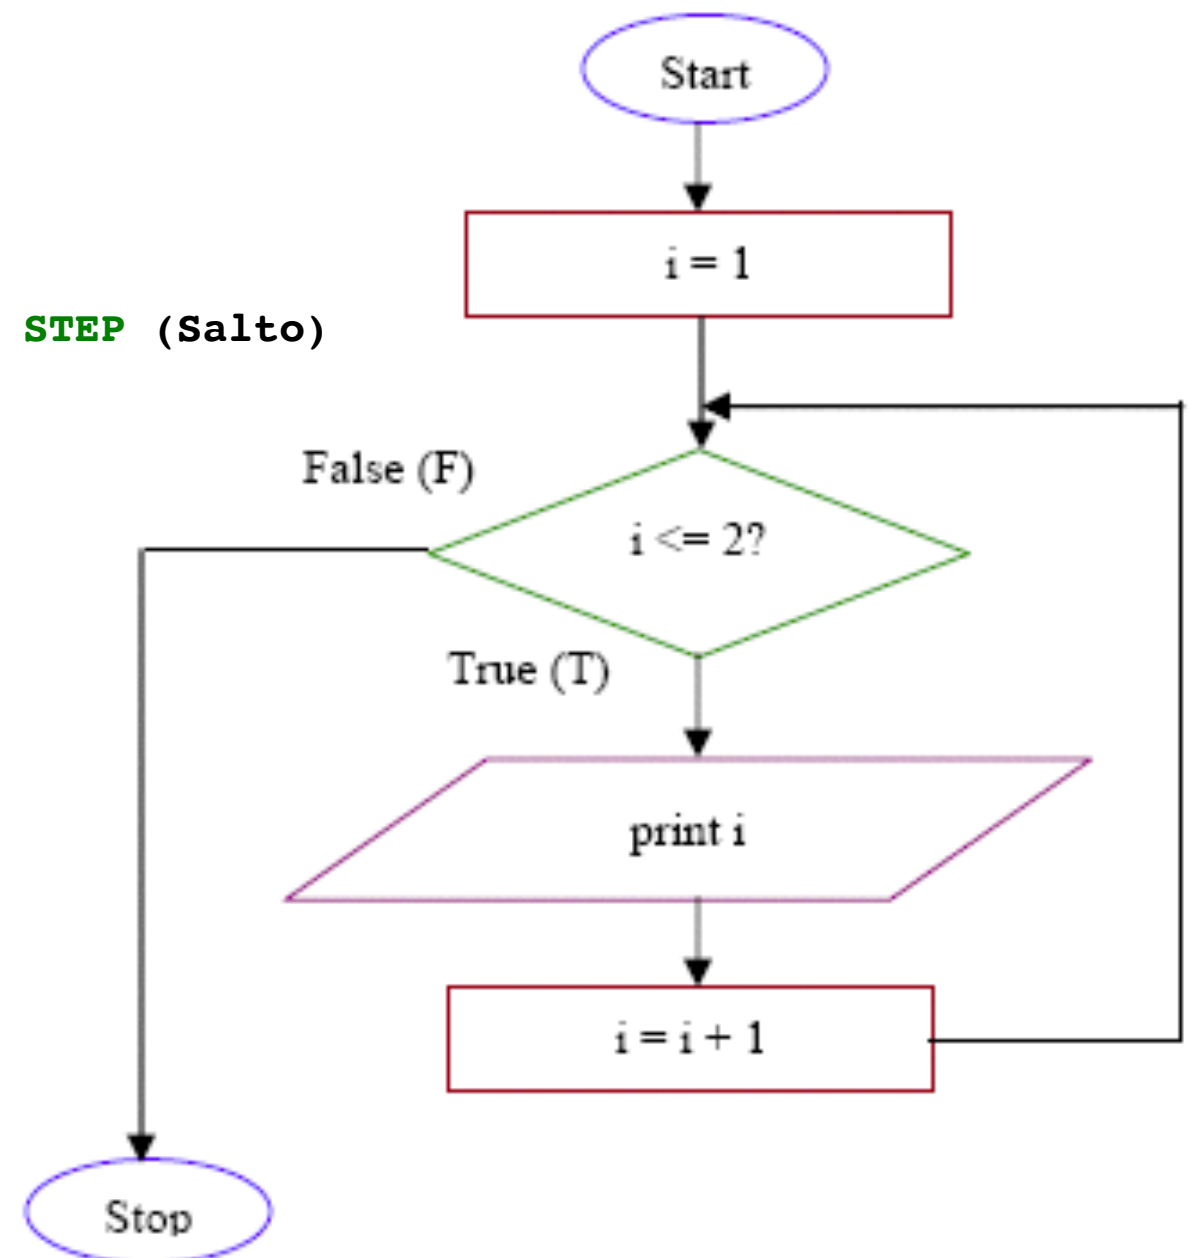 Start
i = 1
STEP (Salto)
False (F)
i <= 2?
True (T)
print i
i = i + 1
Stop